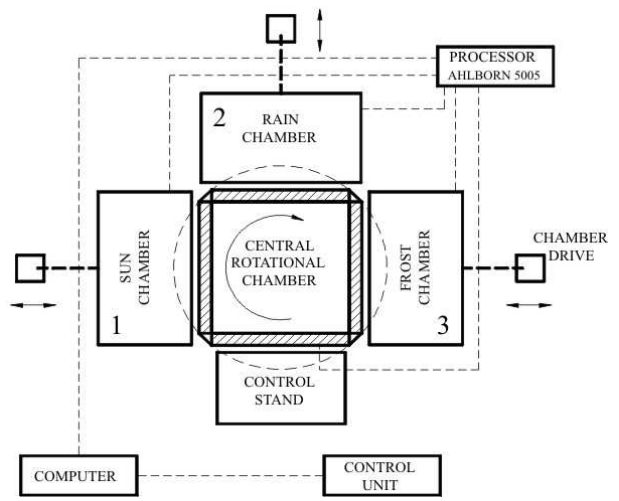 PROCESSOR
AHLBORN 5005
2
RAIN
CHAMBER
SUN
CHAMBER
1
CENTRAL
ROTATIONAL
CHAMBER
FROST
CHAMBER
3
CHAMBER
DRIVE
CONTROL
STAND
COMPUTER
CONTROL
UNIT